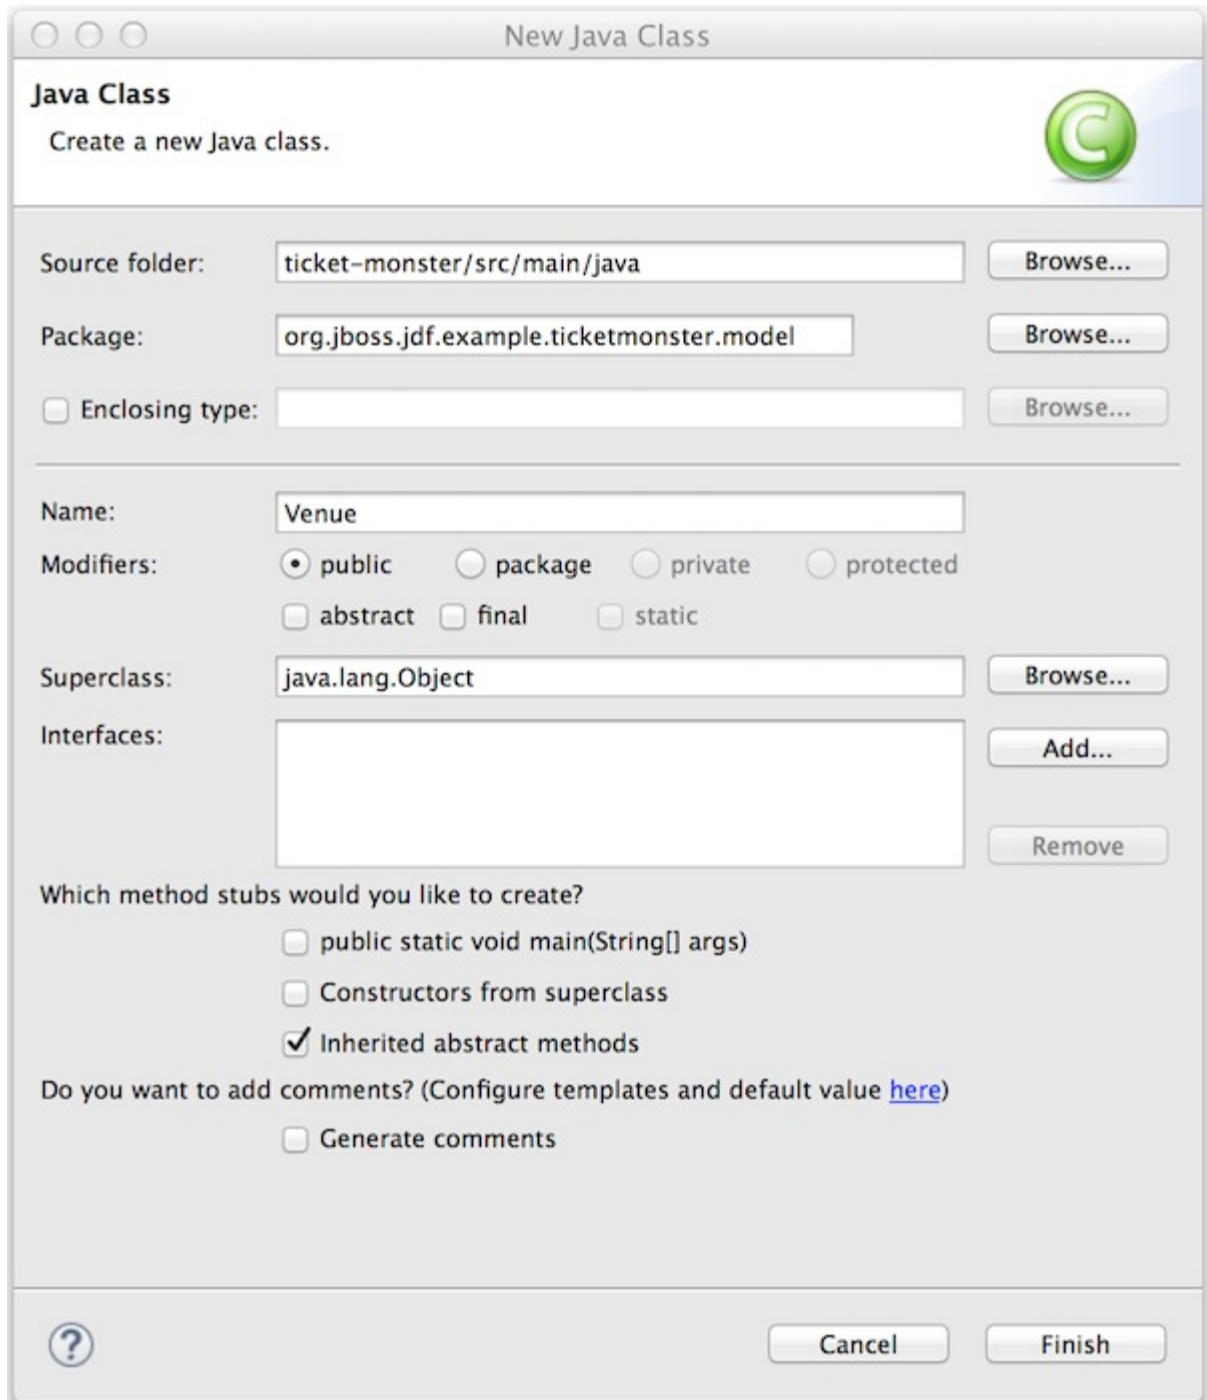 New Java Class
Java Class
Create a new Java class.
C
Source folder: ticket-monster/src/main/java Browse...
Package: org.jboss.jdf.example.ticketmonster.model Browse...
Enclosing type: Browse...
Name: Venue
Modifiers: public package private protected
abstract final static
Superclass: java.lang.Object Browse...
Interfaces: Add...
Remove
Which method stubs would you like to create?
public static void main(String[] args)
Constructors from superclass
Inherited abstract methods
Do you want to add comments? (Configure templates and default value here)
Generate comments
? Cancel Finish